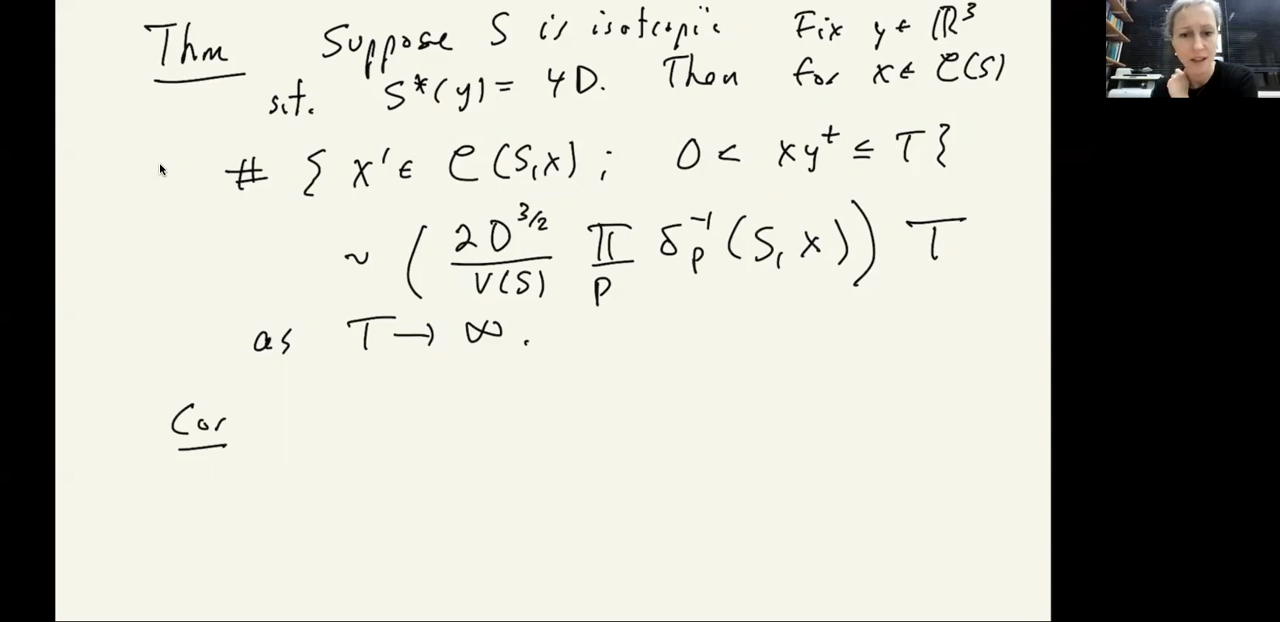 Thm Suppose S is isotropic Fix y ∈ ℝ³
s.t. S*(y) = 4D. Then for x ∈ C(S)
# { x' ∈ C(S,x) ; 0 < xy^t ≤ T }
~ ( 2D^{3/2} / V(S) ∏_p δ_p^{-1} (S, x) ) T
as T → ∞ .
Cor